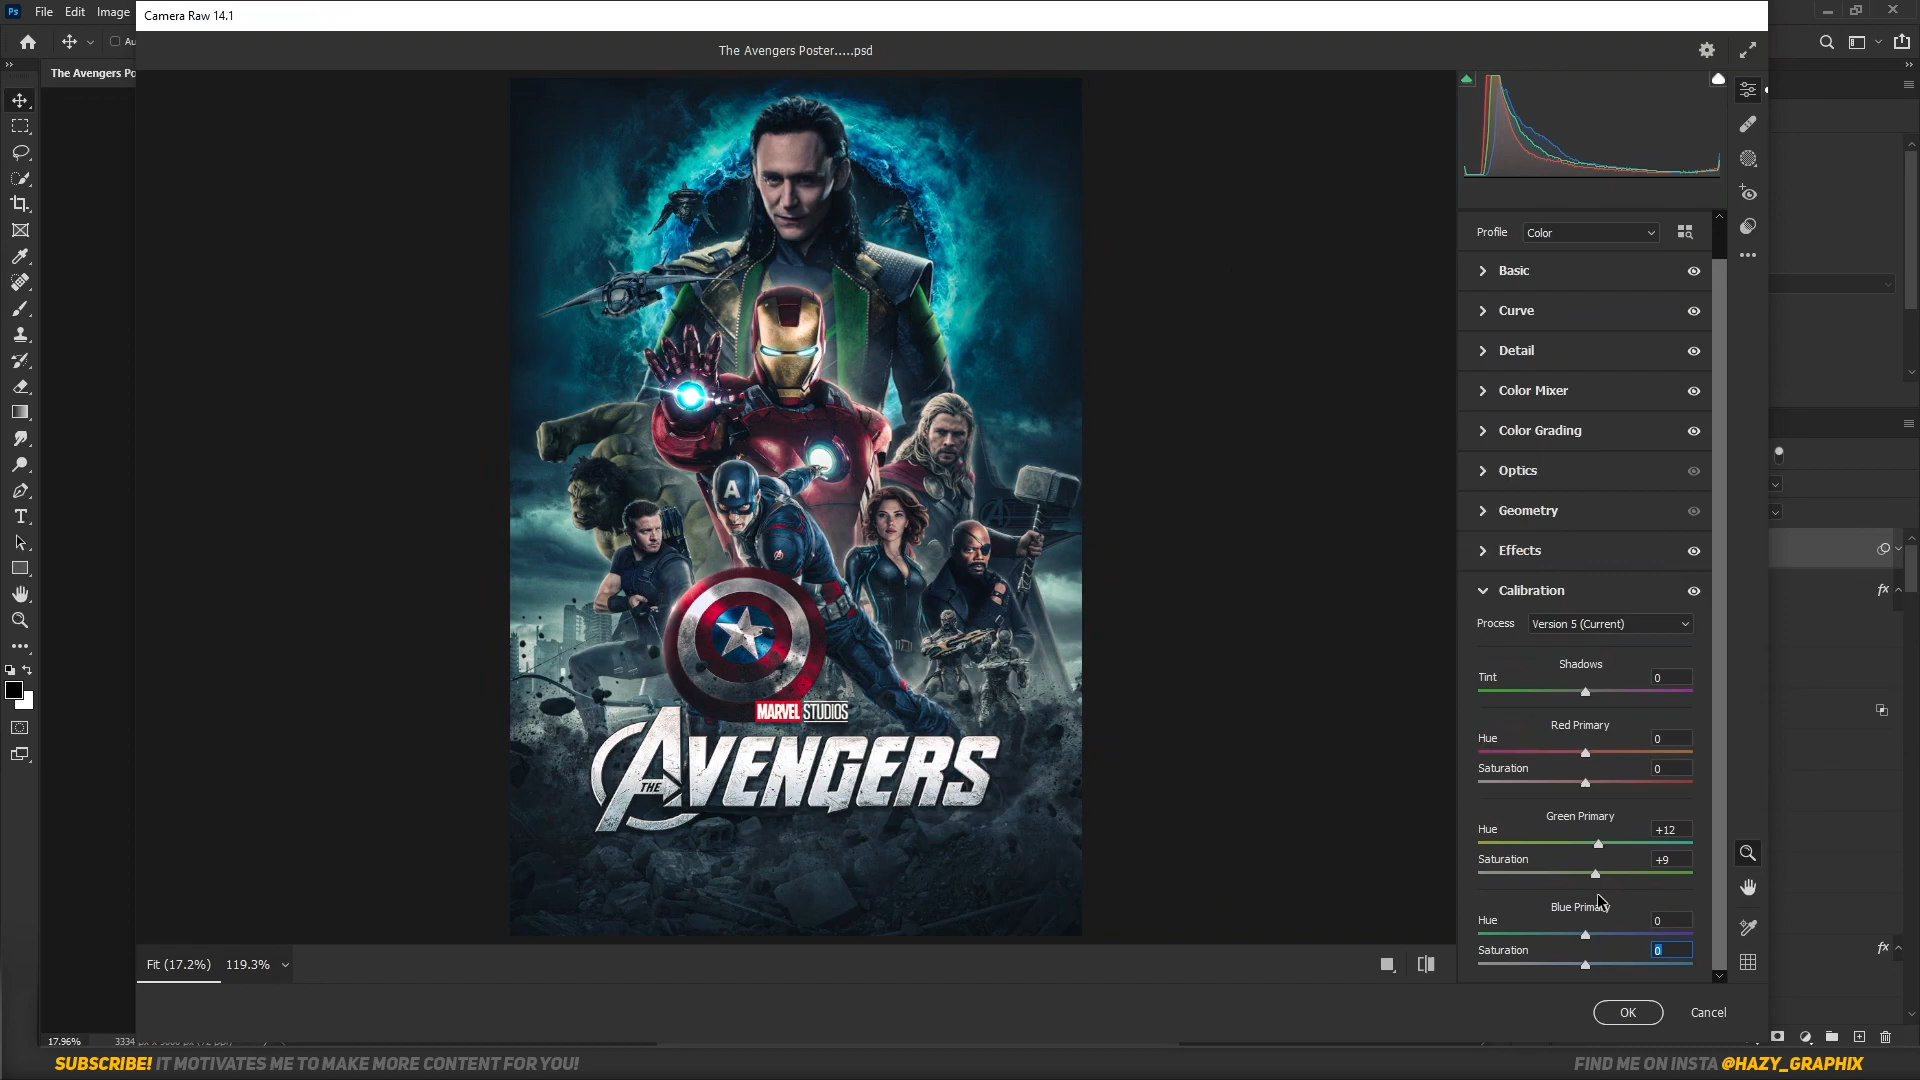 Ps File Edit Image
Camera Raw 14.1
The Avengers Poster.....psd
The Avengers Po
Profile Color
Basic
Curve
Detail
Color Mixer
Color Grading
Optics
Geometry
Effects
Calibration
Process Version 5 (Current)
Shadows
Tint 0
Red Primary
Hue 0
Saturation 0
Green Primary
Hue +12
Saturation +9
Blue Primary
Hue 0
Saturation 0
A
MARVEL STUDIOS
THE AVENGERS
fx
fx
Fit (17.2%) 119.3%
OK Cancel
17.96%
SUBSCRIBE! IT MOTIVATES ME TO MAKE MORE CONTENT FOR YOU!
FIND ME ON INSTA @HAZY_GRAPHIX